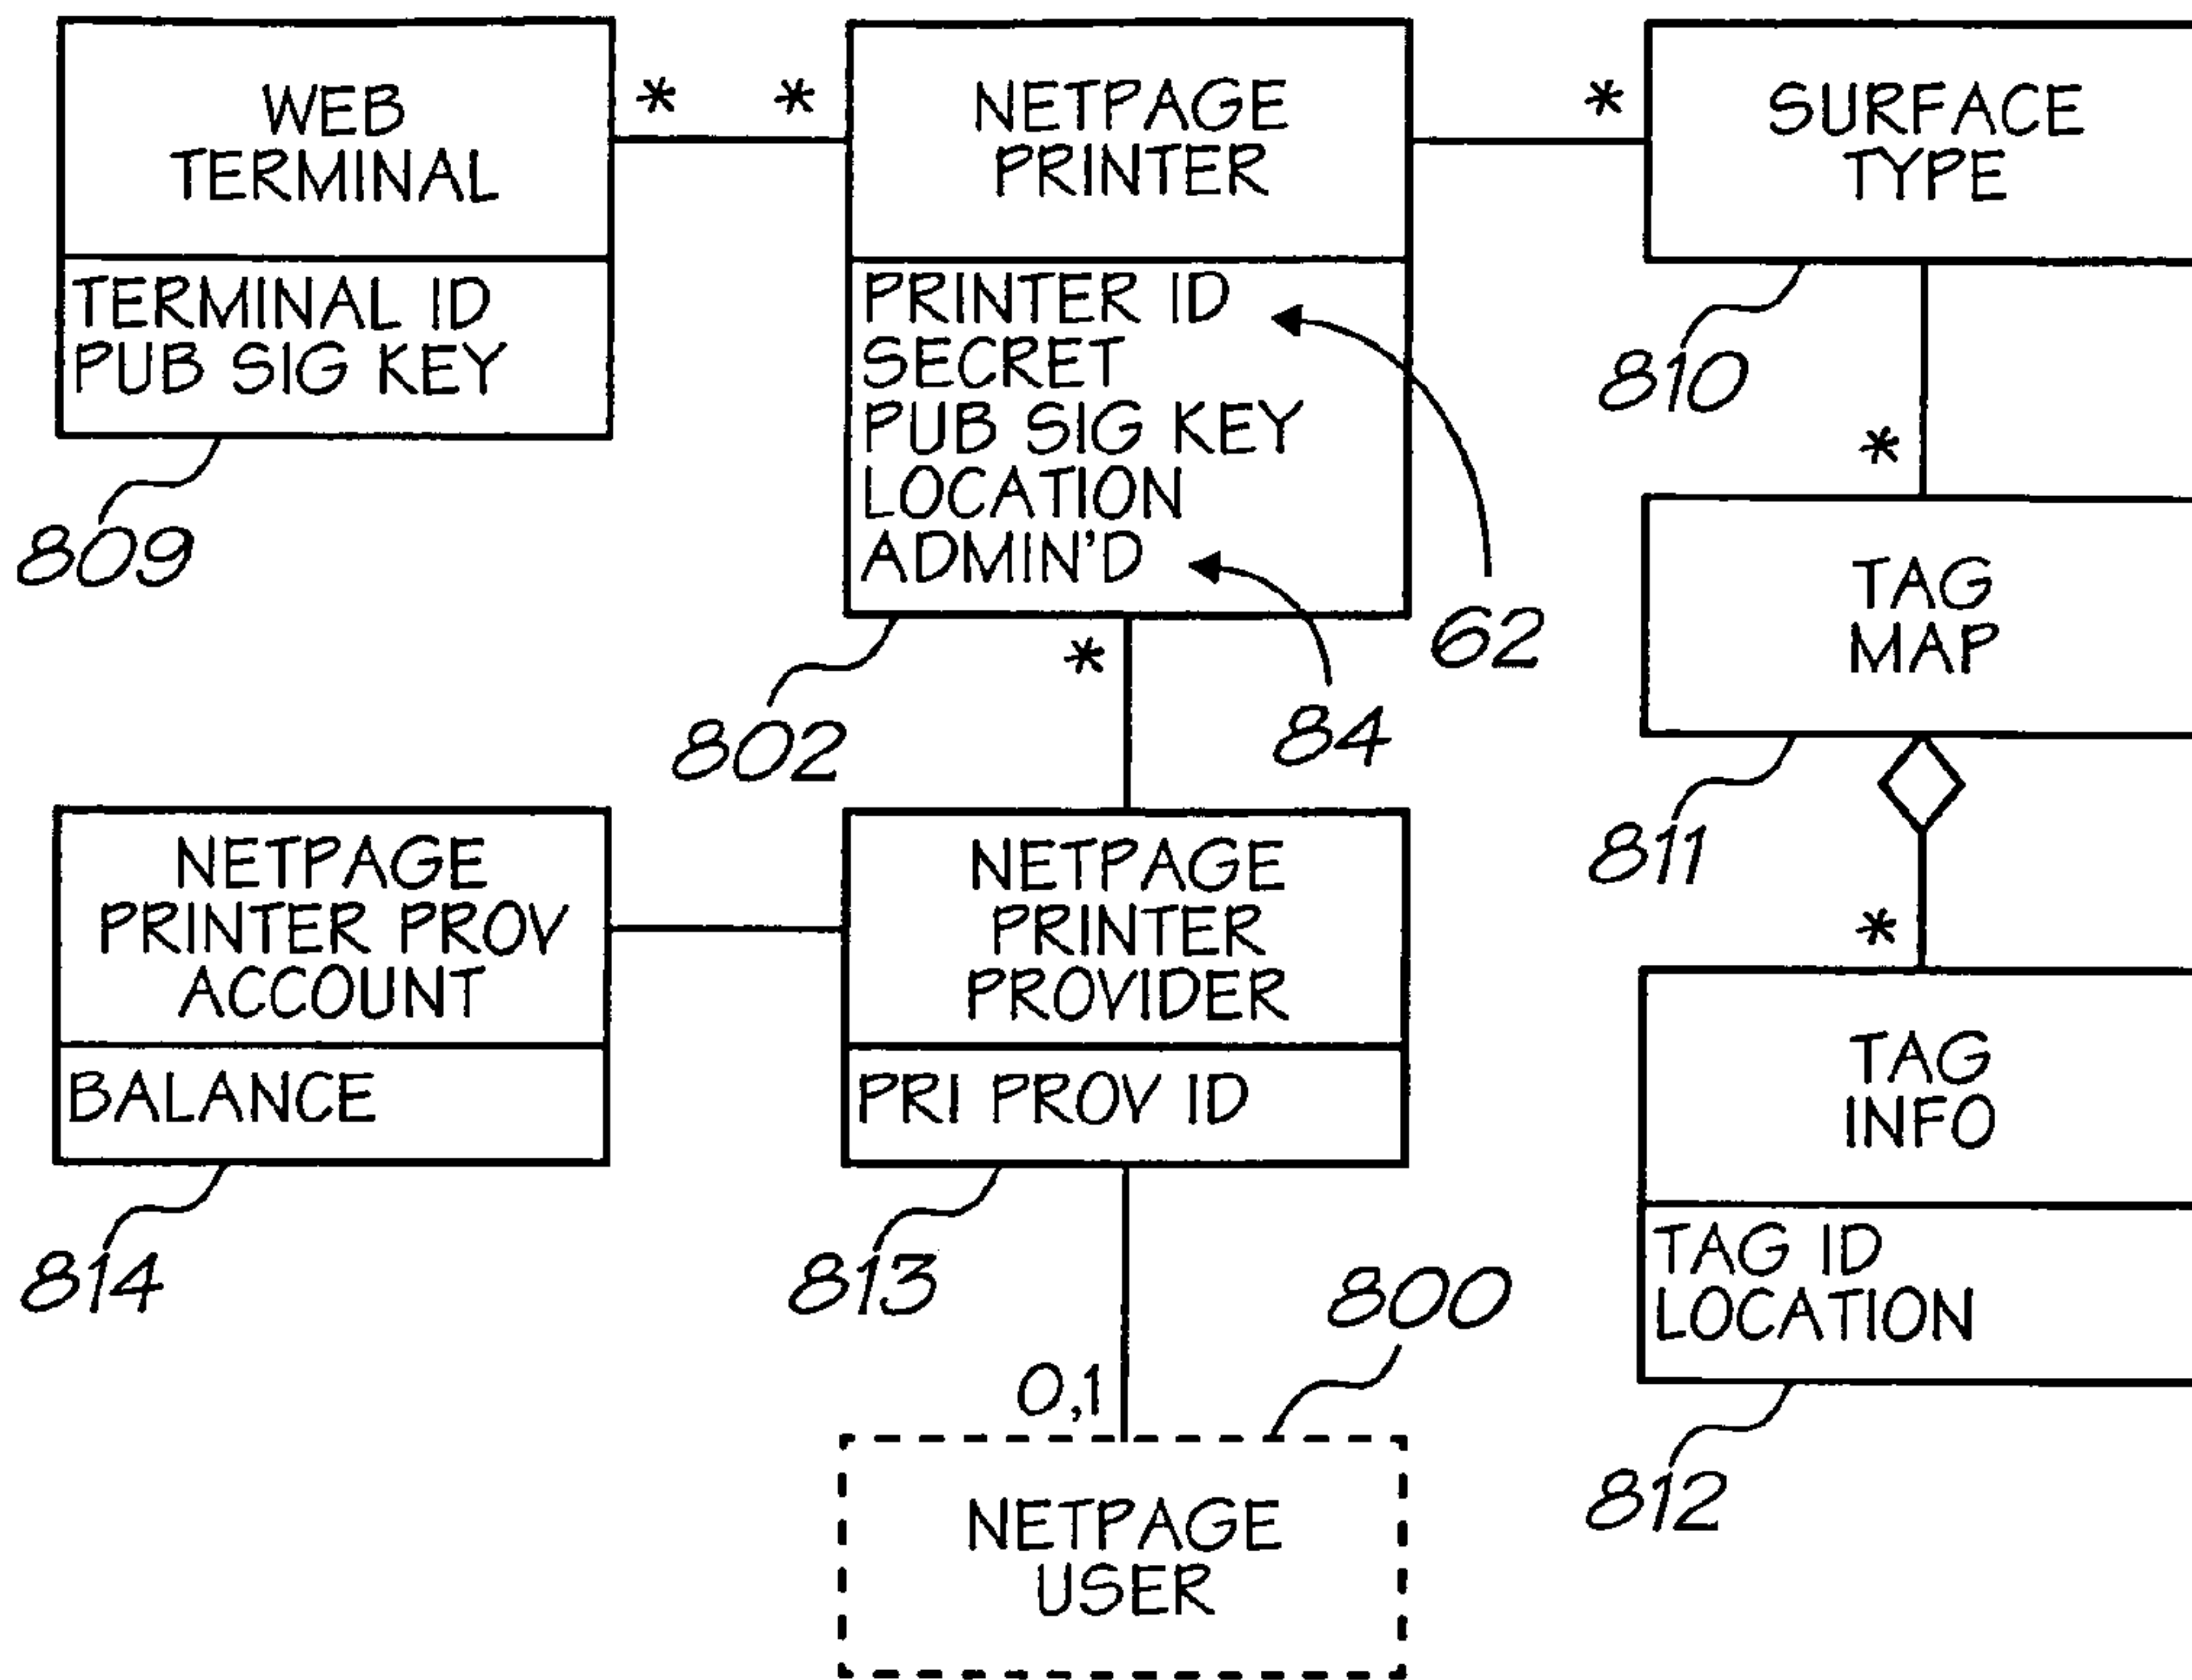 WEB
TERMINAL
TERMINAL ID
PUB SIG KEY
809
*
*
NETPAGE
PRINTER
PRINTER ID
SECRET
PUB SIG KEY
LOCATION
ADMIN'D
62
84
802
*
*
SURFACE
TYPE
810
*
TAG
MAP
811
*
TAG
INFO
TAG ID
LOCATION
812
NETPAGE
PRINTER PROV
ACCOUNT
BALANCE
814
NETPAGE
PRINTER
PROVIDER
PRI PROV ID
813
800
0,1
NETPAGE
USER